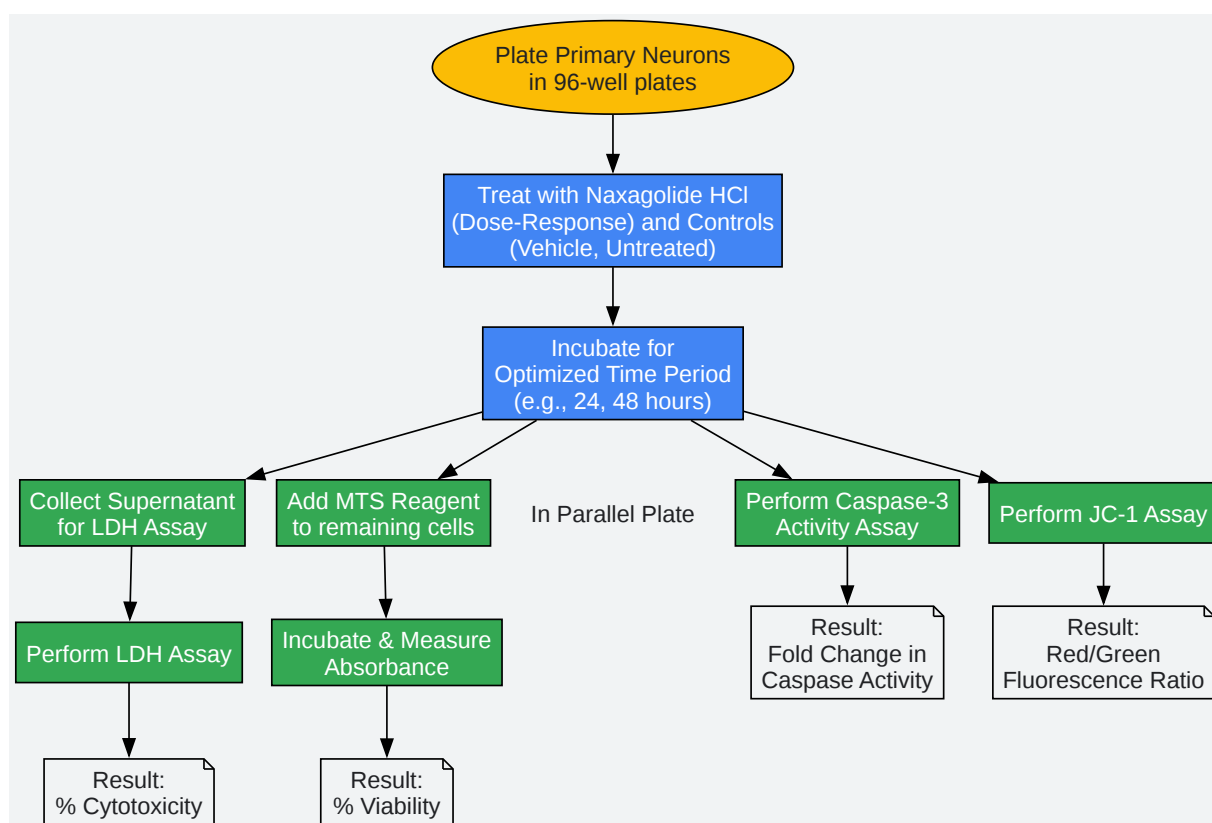 Plate Primary Neurons
in 96-well plates
Treat with Naxagolide HCl
(Dose-Response) and Controls
(Vehicle, Untreated)
Incubate for
Optimized Time Period
(e.g., 24, 48 hours)
Collect Supernatant
for LDH Assay
Add MTS Reagent
to remaining cells
In Parallel Plate
Perform Caspase-3
Activity Assay
Perform JC-1 Assay
Perform LDH Assay
Incubate & Measure
Absorbance
Result:
Fold Change in
Caspase Activity
Result:
Red/Green
Fluorescence Ratio
Result:
% Cytotoxicity
Result:
% Viability